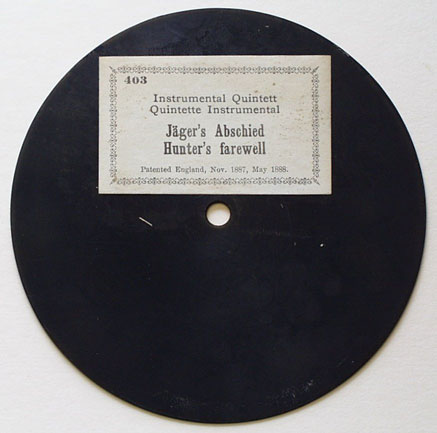 403
Instrumental Quintett
Quintette Instrumental
Jäger's Abschied
Hunter's farewell
Patented England, Nov. 1887, May 1888.